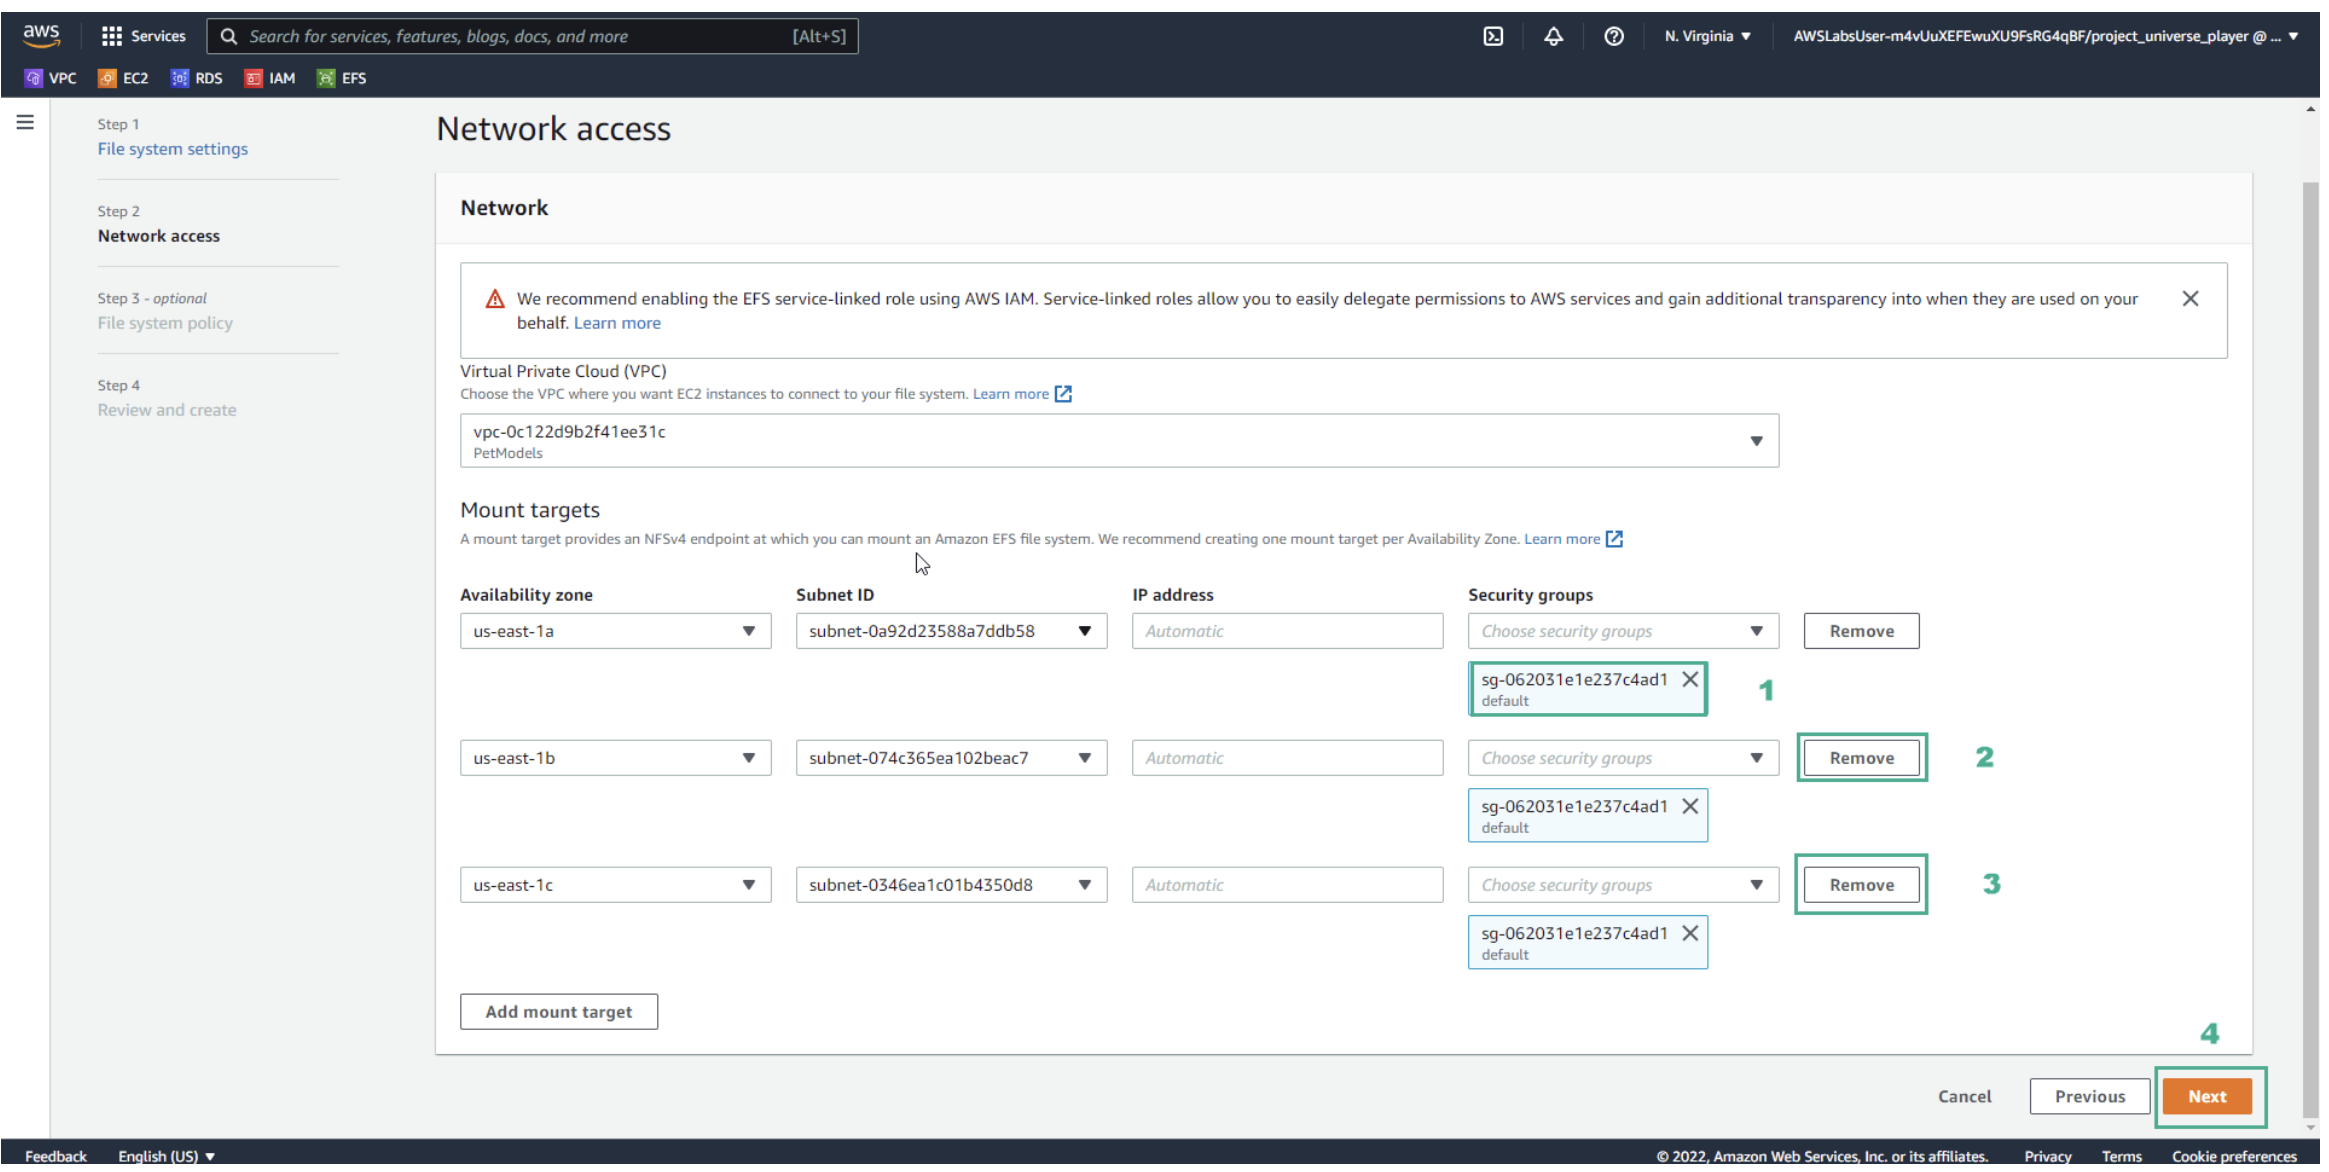 aws
Services
Search for services, features, blogs, docs, and more
[Alt+S]
N. Virginia ▼
AWSLabsUser-m4vUuXEFEwuXU9FsRG4qBF/project_universe_player @ ... ▼
VPC
EC2
RDS
IAM
EFS
Step 1
File system settings
Step 2
Network access
Step 3 - optional
File system policy
Step 4
Review and create
Network access
Network
We recommend enabling the EFS service-linked role using AWS IAM. Service-linked roles allow you to easily delegate permissions to AWS services and gain additional transparency into when they are used on your
behalf. Learn more
Virtual Private Cloud (VPC)
Choose the VPC where you want EC2 instances to connect to your file system. Learn more
vpc-0c122d9b2f41ee31c
PetModels
Mount targets
A mount target provides an NFSv4 endpoint at which you can mount an Amazon EFS file system. We recommend creating one mount target per Availability Zone. Learn more
Availability zone
Subnet ID
IP address
Security groups
us-east-1a
subnet-0a92d23588a7ddb58
Automatic
Choose security groups
Remove
sg-062031e1e237c4ad1
default
1
us-east-1b
subnet-074c365ea102beac7
Automatic
Choose security groups
Remove
2
sg-062031e1e237c4ad1
default
us-east-1c
subnet-0346ea1c01b4350d8
Automatic
Choose security groups
Remove
3
sg-062031e1e237c4ad1
default
Add mount target
4
Cancel
Previous
Next
Feedback
English (US) ▼
© 2022, Amazon Web Services, Inc. or its affiliates.
Privacy
Terms
Cookie preferences